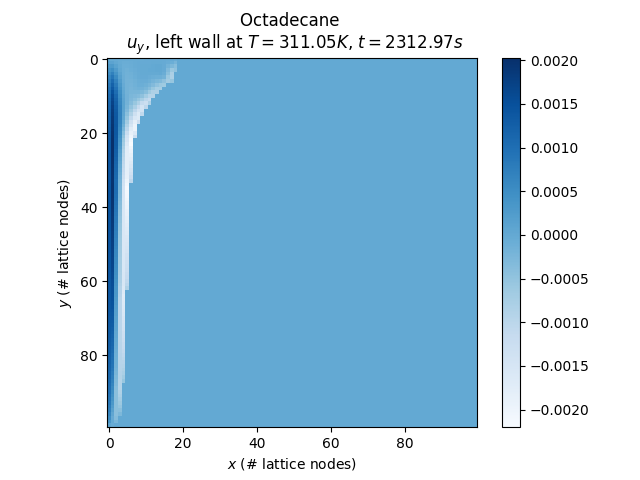 Octadecane
u_y, left wall at T = 311.05K, t = 2312.97s
0
20
40
60
80
y (# lattice nodes)
0 20 40 60 80
x (# lattice nodes)
0.0020
0.0015
0.0010
0.0005
0.0000
−0.0005
−0.0010
−0.0015
−0.0020